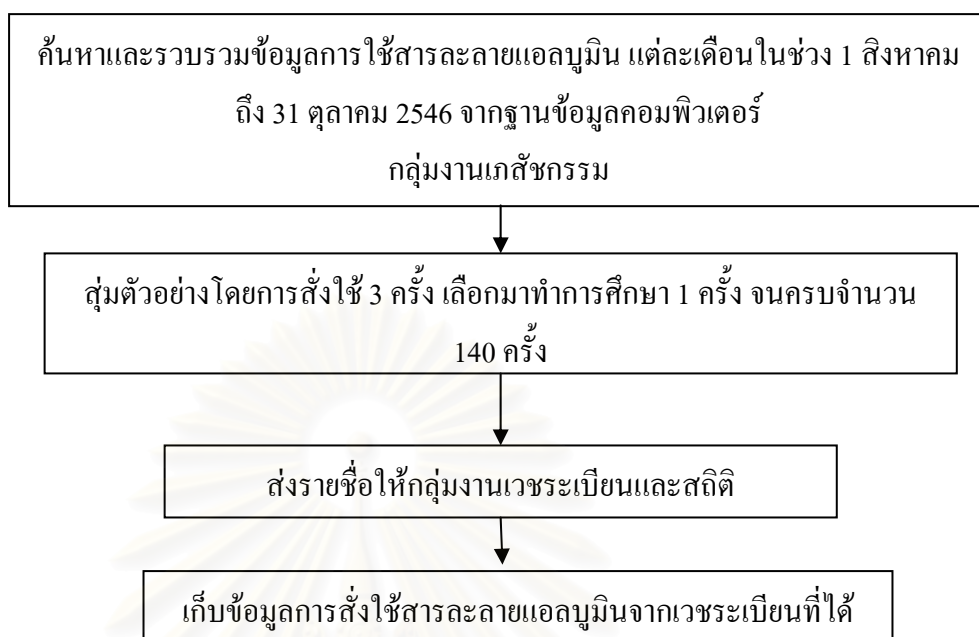 ค้นหาและรวบรวมข้อมูลการใช้สารละลายแอลบูมิน แต่ละเดือนในช่วง 1 สิงหาคม
ถึง 31 ตุลาคม 2546 จากฐานข้อมูลคอมพิวเตอร์
กลุ่มงานเภสัชกรรม
สุ่มตัวอย่างโดยการสั่งใช้ 3 ครั้ง เลือกมาทำการศึกษา 1 ครั้ง จนครบจำนวน
140 ครั้ง
ส่งรายชื่อให้กลุ่มงานเวชระเบียนและสถิติ
เก็บข้อมูลการสั่งใช้สารละลายแอลบูมินจากเวชระเบียนที่ได้